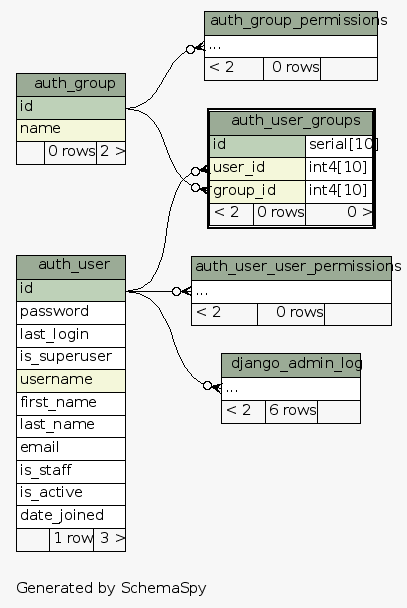 auth_group_permissions
...
< 2 0 rows
auth_group
id
name
0 rows 2 >
auth_user_groups
id serial[10]
user_id int4[10]
group_id int4[10]
< 2 0 rows 0 >
auth_user
id
password
last_login
is_superuser
username
first_name
last_name
email
is_staff
is_active
date_joined
1 row 3 >
auth_user_user_permissions
...
< 2 0 rows
django_admin_log
...
< 2 6 rows
Generated by SchemaSpy